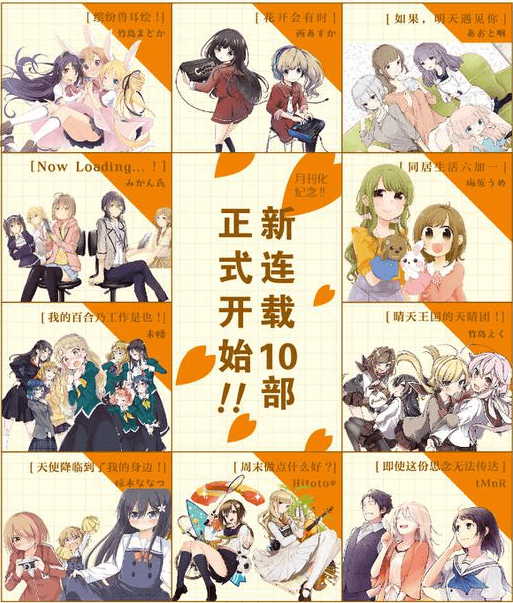 [ 缤纷兽耳绘!]
竹島まどか
[ 花开会有时 ]
西あすか
[ 如果，明天遇见你 ]
あおと響
[Now Loading...！]
みかん氏
月刊化
纪念!!
新连载10部
正式开始!!
[ 同居生活六加一 ]
梅原うめ
[ 我的百合乃工作是也!]
未幡
[ 晴天王国的天晴团!]
竹島えく
[ 天使降临到了我的身边!]
椋木ななつ
[ 周末做点什么好？]
Hitoto*
[ 即使这份思念无法传达 ]
tMnR